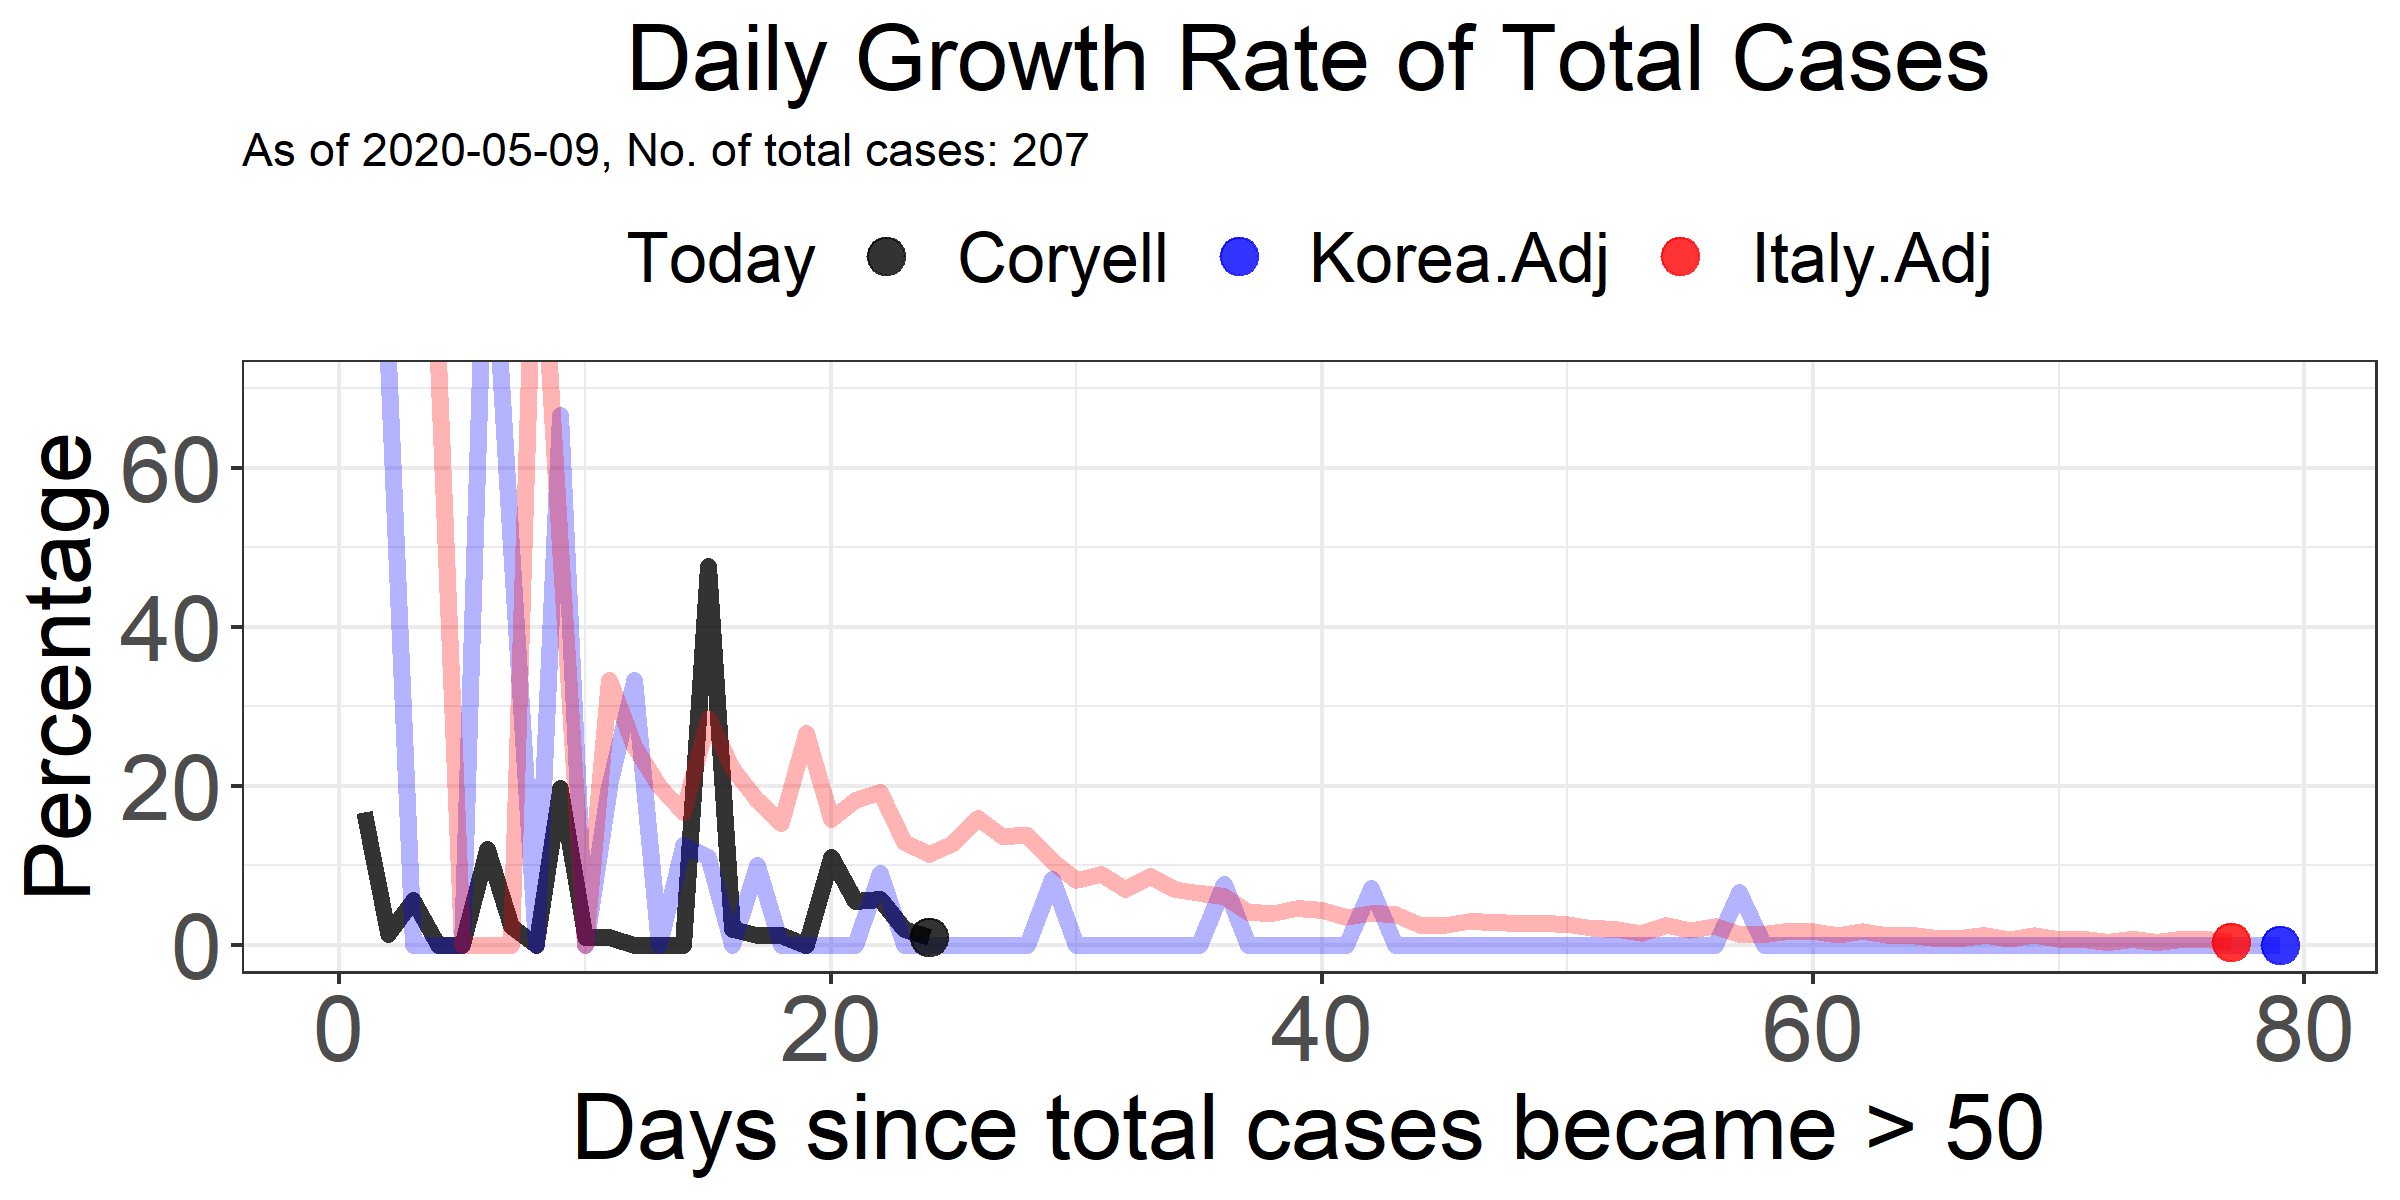 Daily Growth Rate of Total Cases
As of 2020-05-09, No. of total cases: 207
Today Coryell Korea.Adj Italy.Adj
Percentage
60
40
20
0
0 20 40 60 80
Days since total cases became > 50